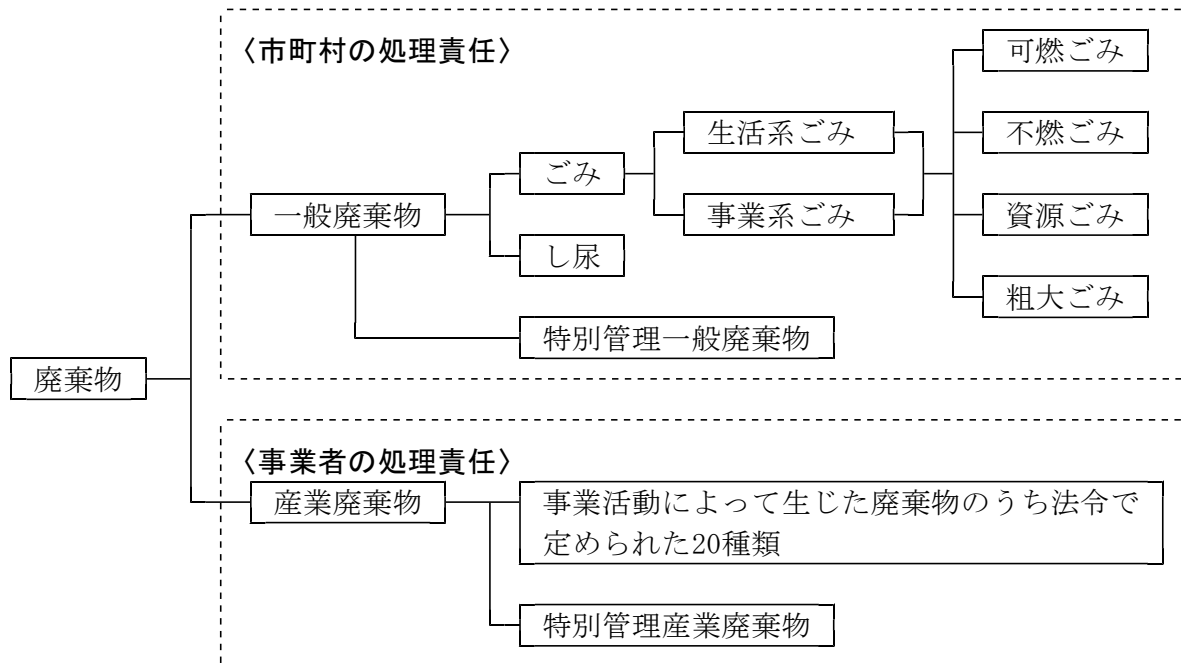 〈市町村の処理責任〉
可燃ごみ
不燃ごみ
資源ごみ
粗大ごみ
生活系ごみ
事業系ごみ
ごみ
し尿
一般廃棄物
特別管理一般廃棄物
廃棄物
〈事業者の処理責任〉
産業廃棄物
事業活動によって生じた廃棄物のうち法令で
定められた20種類
特別管理産業廃棄物